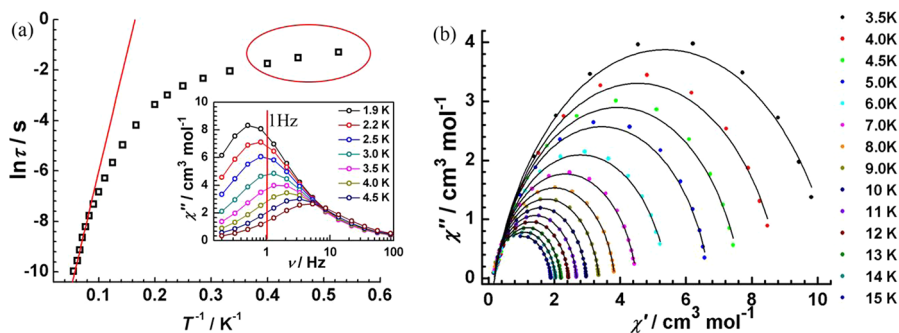 (a)
ln τ / s
0
-2
-4
-6
-8
-10
0.1 0.2 0.3 0.4 0.5 0.6
T⁻¹ / K⁻¹
χ″ / cm³ mol⁻¹
10
8
6
4
2
0
1 10 100
ν / Hz
1Hz
1.9 K
2.2 K
2.5 K
3.0 K
3.5 K
4.0 K
4.5 K
(b)
χ″ / cm³ mol⁻¹
4
3
2
1
0
0 2 4 6 8 10
χ′ / cm³ mol⁻¹
3.5K
4.0K
4.5K
5.0K
6.0K
7.0K
8.0K
9.0K
10 K
11 K
12 K
13 K
14 K
15 K